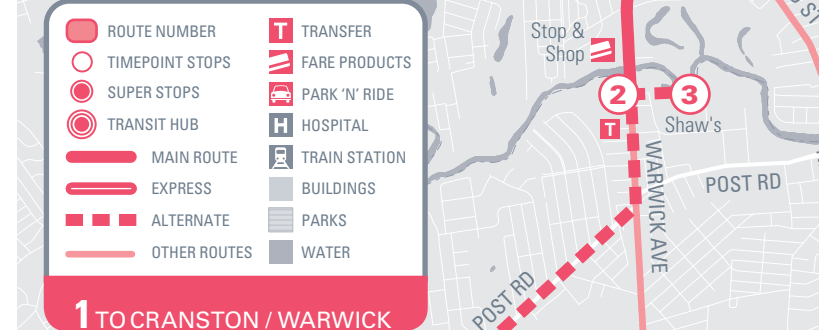 ROUTE NUMBER
TIMEPOINT STOPS
SUPER STOPS
TRANSIT HUB
MAIN ROUTE
EXPRESS
ALTERNATE
OTHER ROUTES
T TRANSFER
FARE PRODUCTS
PARK 'N' RIDE
H HOSPITAL
TRAIN STATION
BUILDINGS
PARKS
WATER
1 TO CRANSTON / WARWICK
Stop &
Shop
2
3
T
Shaw's
WARWICK AVE
POST RD
POST RD